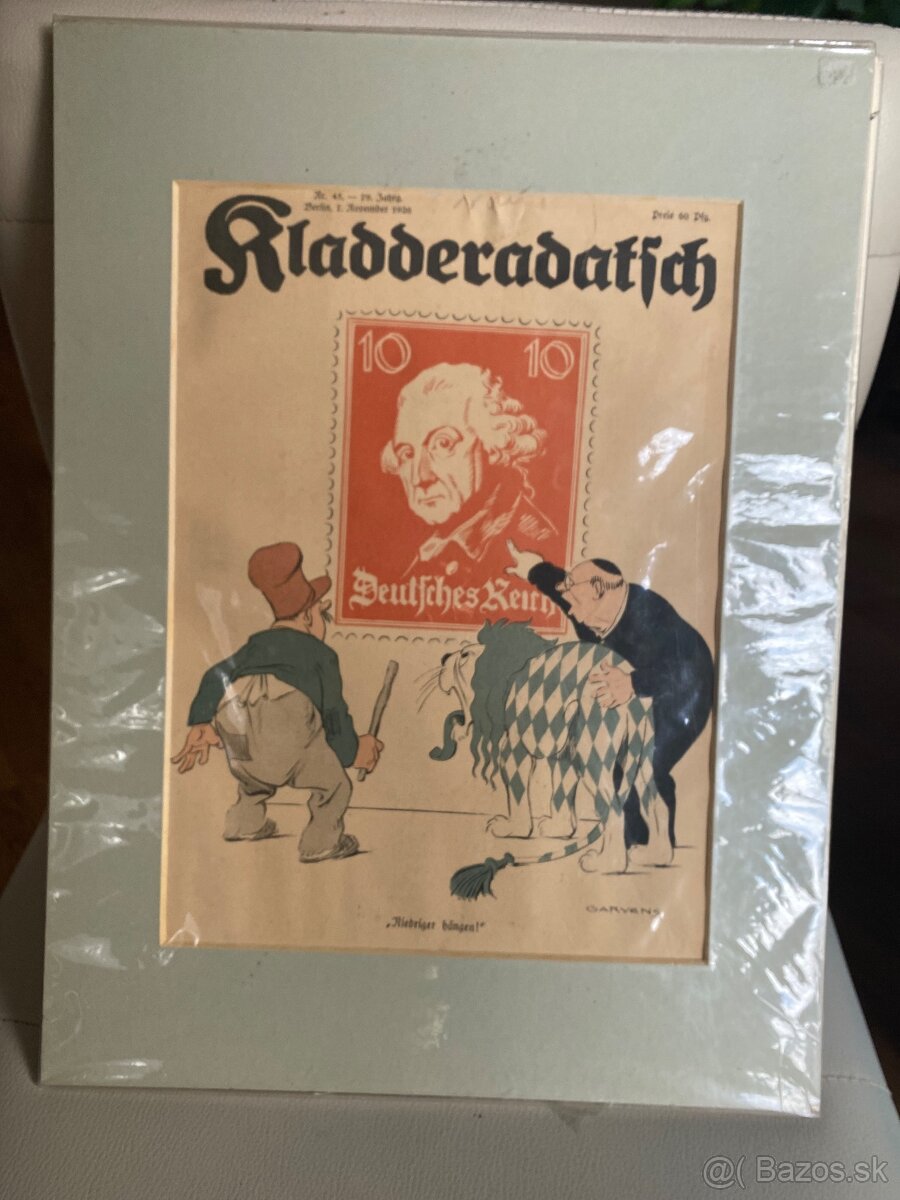 Nr. 45. — 79. Jahrg.
Berlin, 7. November 1926
Preis 60 Pfg.
Kladderadatsch
10 10
Deutsches Reich
GARVENS
„Niedriger hängen!“
@( Bazos.sk